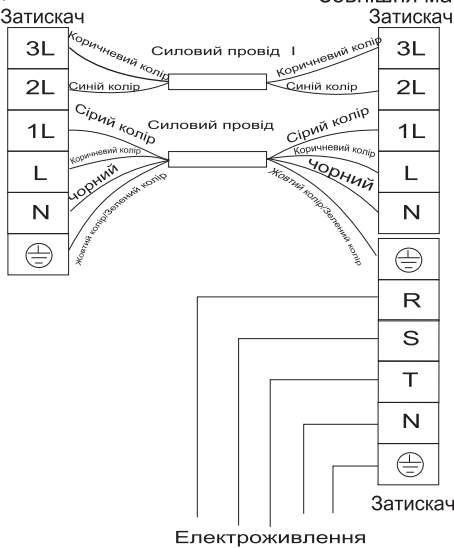 Затискач
Затискач
3L
Коричневий колір
Силовий провід I
Коричневий колір
3L
2L
Синій колір
Синій колір
2L
1L
Сірий колір
Силовий провід
Сірий колір
1L
L
Коричневий колір
Коричневий колір
L
чорний
чорний
N
Жовтий колір/Зелений колір
Жовтий колір/Зелений колір
N
R
S
T
N
Затискач
Електроживлення